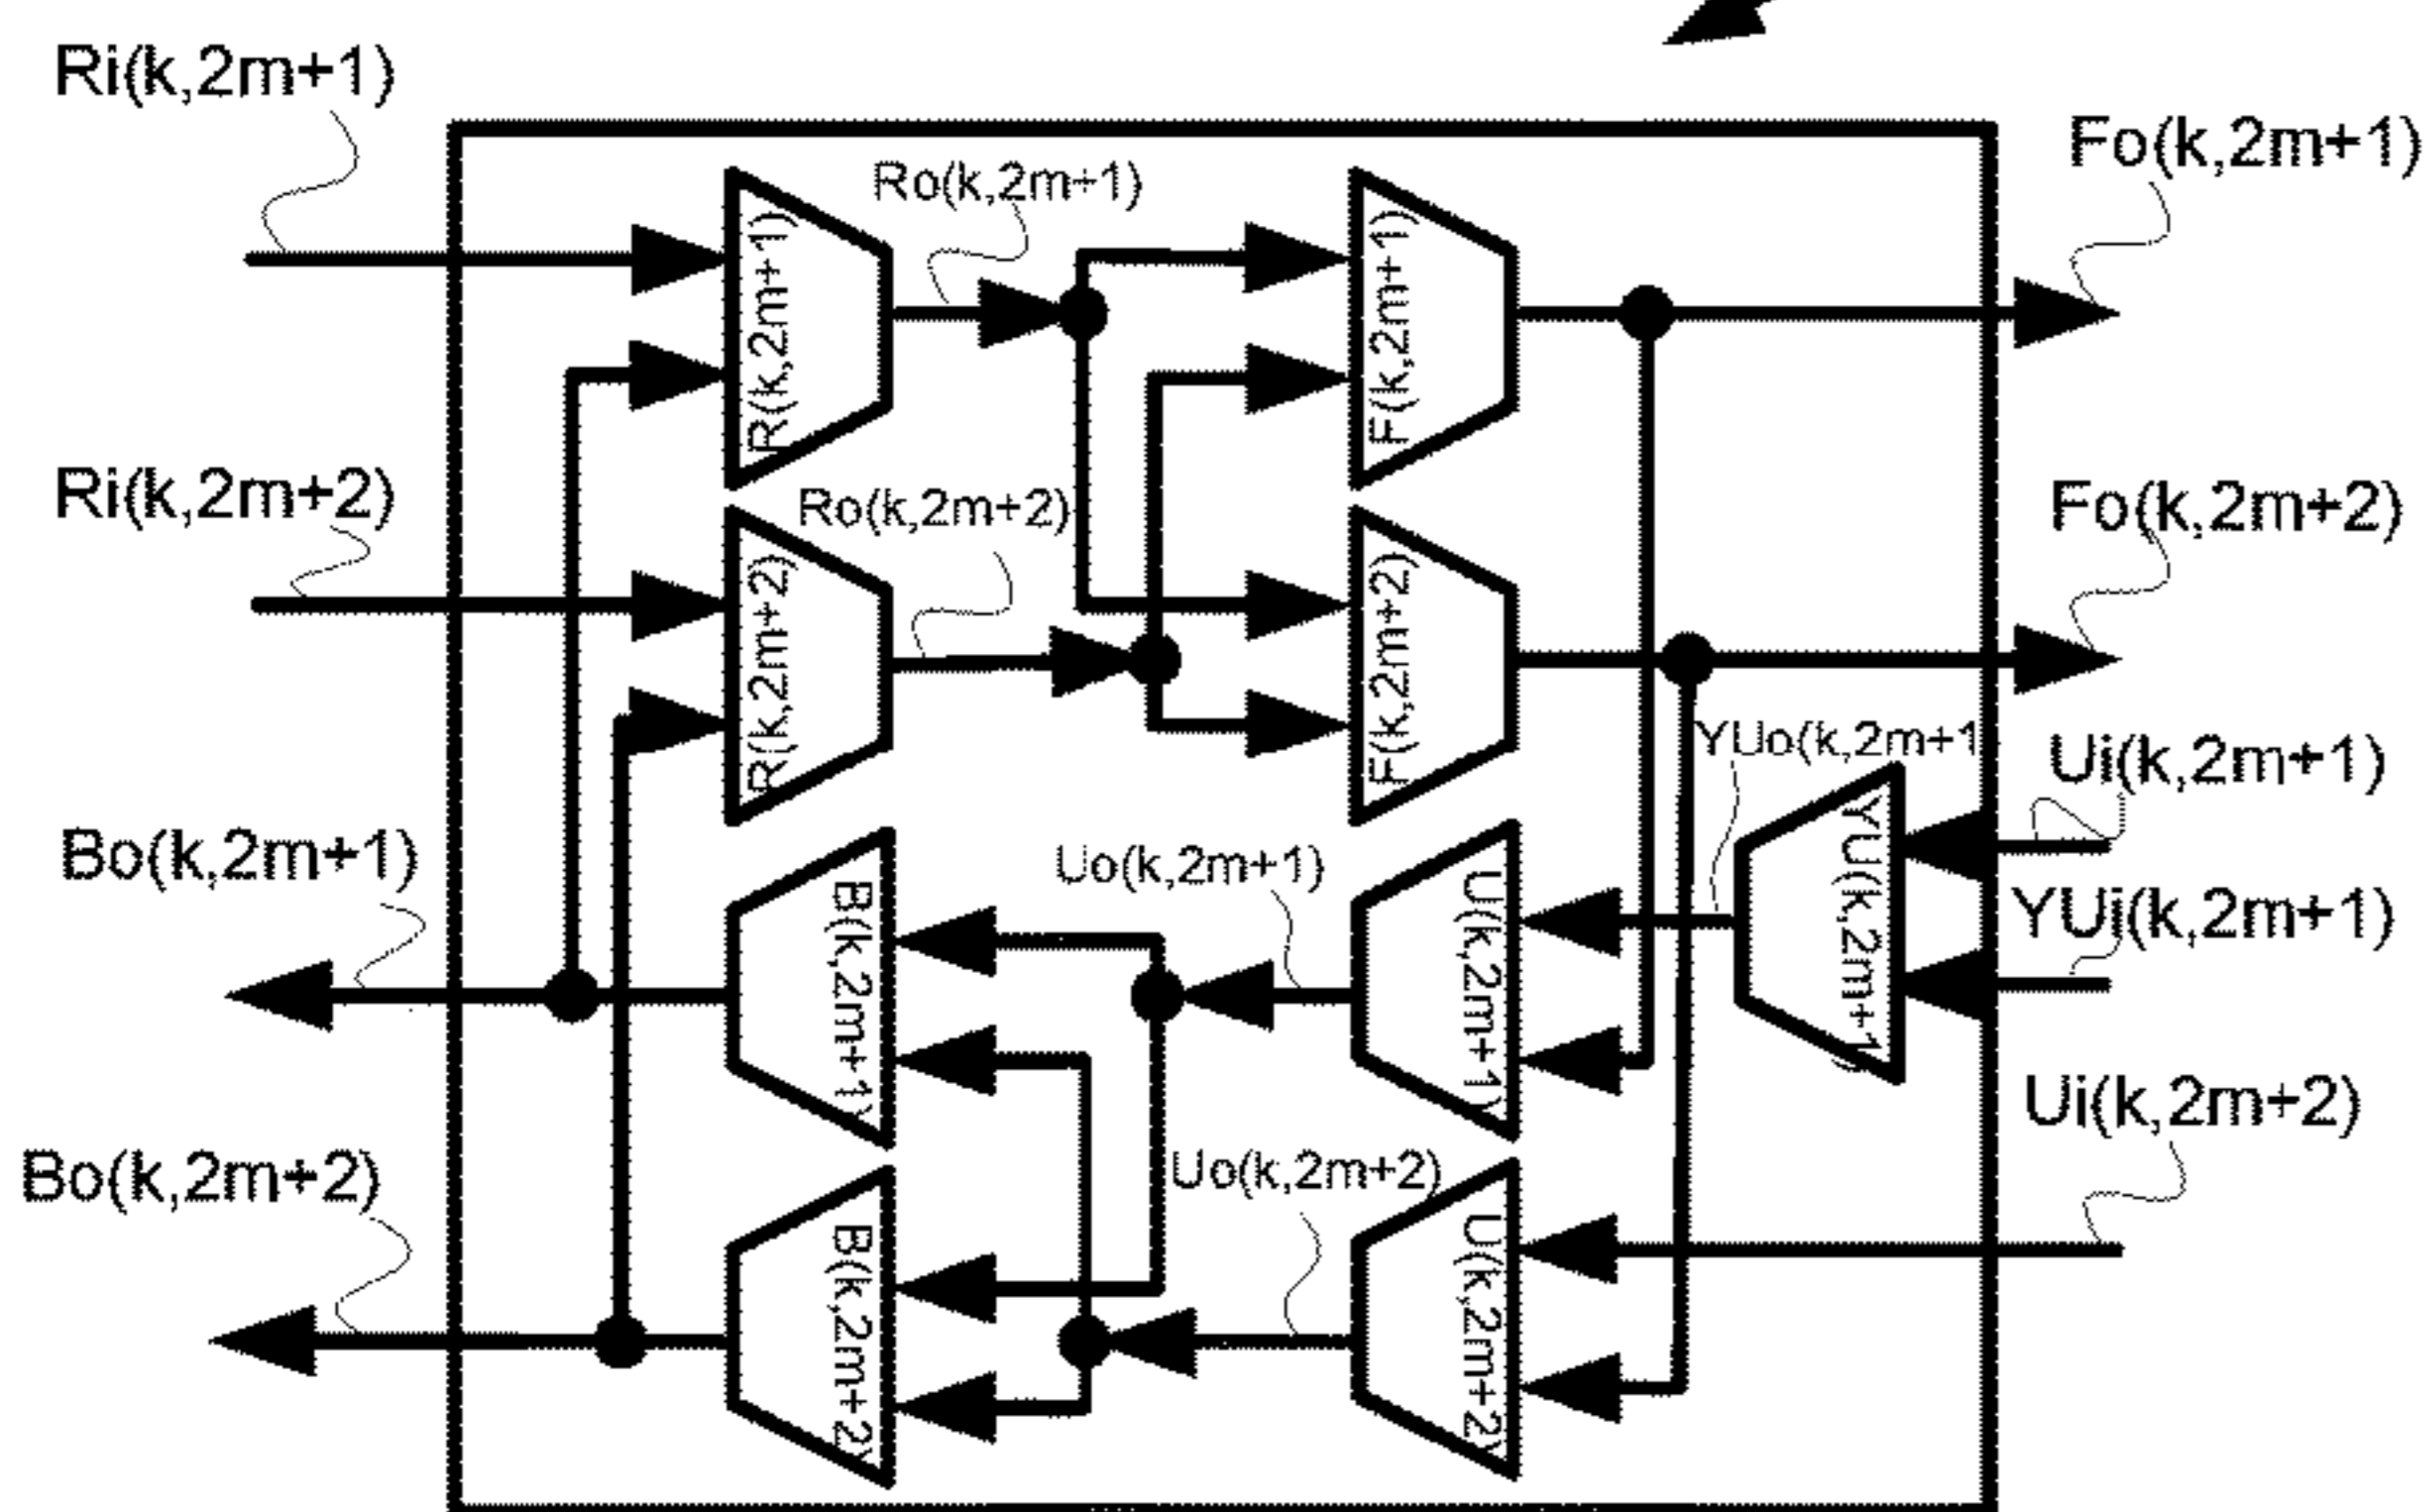 Ri(k,2m+1)
Fo(k,2m+1)
Ro(k,2m+1)
R(k,2m+1)
F(k,2m+1)
Ri(k,2m+2)
Ro(k,2m+2)
Fo(k,2m+2)
R(k,2m+2)
F(k,2m+2)
YUo(k,2m+1
Ui(k,2m+1)
YU(k,2m+1)
Bo(k,2m+1)
Uo(k,2m+1)
YUi(k,2m+1)
B(k,2m+1)
U(k,2m+1)
Ui(k,2m+2)
Bo(k,2m+2)
Uo(k,2m+2)
B(k,2m+2)
U(k,2m+2)